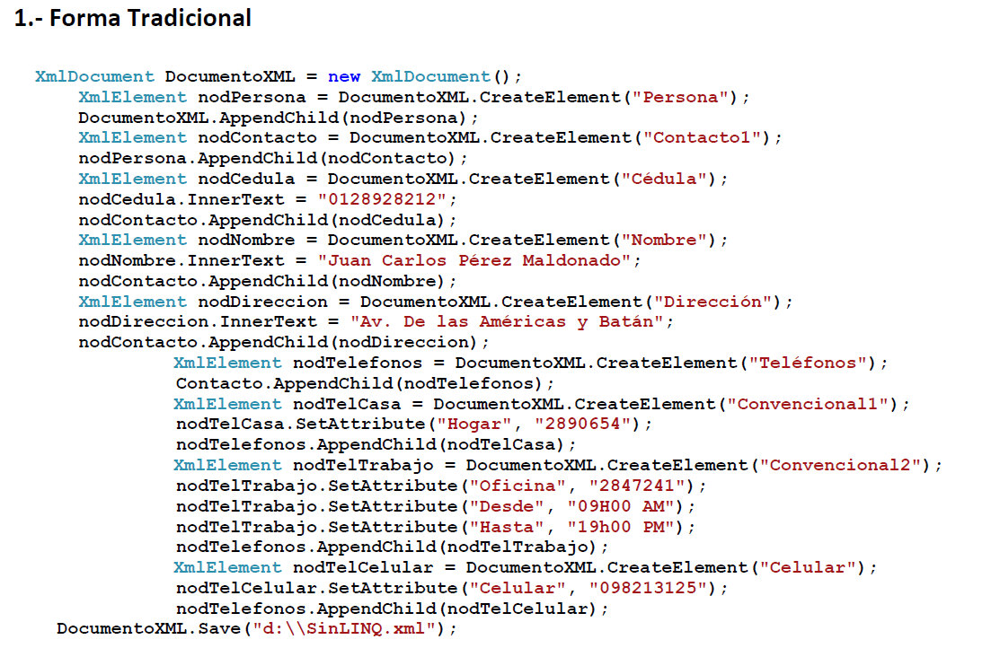 1.- Forma Tradicional
XmlDocument DocumentoXML = new XmlDocument();
XmlElement nodPersona = DocumentoXML.CreateElement("Persona");
DocumentoXML.AppendChild(nodPersona);
XmlElement nodContacto = DocumentoXML.CreateElement("Contacto1");
nodPersona.AppendChild(nodContacto);
XmlElement nodCedula = DocumentoXML.CreateElement("Cédula");
nodCedula.InnerText = "0128928212";
nodContacto.AppendChild(nodCedula);
XmlElement nodNombre = DocumentoXML.CreateElement("Nombre");
nodNombre.InnerText = "Juan Carlos Pérez Maldonado";
nodContacto.AppendChild(nodNombre);
XmlElement nodDireccion = DocumentoXML.CreateElement("Dirección");
nodDireccion.InnerText = "Av. De las Américas y Batán";
nodContacto.AppendChild(nodDireccion);
XmlElement nodTelefonos = DocumentoXML.CreateElement("Teléfonos");
Contacto.AppendChild(nodTelefonos);
XmlElement nodTelCasa = DocumentoXML.CreateElement("Convencional1");
nodTelCasa.SetAttribute("Hogar", "2890654");
nodTelefonos.AppendChild(nodTelCasa);
XmlElement nodTelTrabajo = DocumentoXML.CreateElement("Convencional2");
nodTelTrabajo.SetAttribute("Oficina", "2847241");
nodTelTrabajo.SetAttribute("Desde", "09H00 AM");
nodTelTrabajo.SetAttribute("Hasta", "19h00 PM");
nodTelefonos.AppendChild(nodTelTrabajo);
XmlElement nodTelCelular = DocumentoXML.CreateElement("Celular");
nodTelCelular.SetAttribute("Celular", "098213125");
nodTelefonos.AppendChild(nodTelCelular);
DocumentoXML.Save("d:\\SinLINQ.xml");